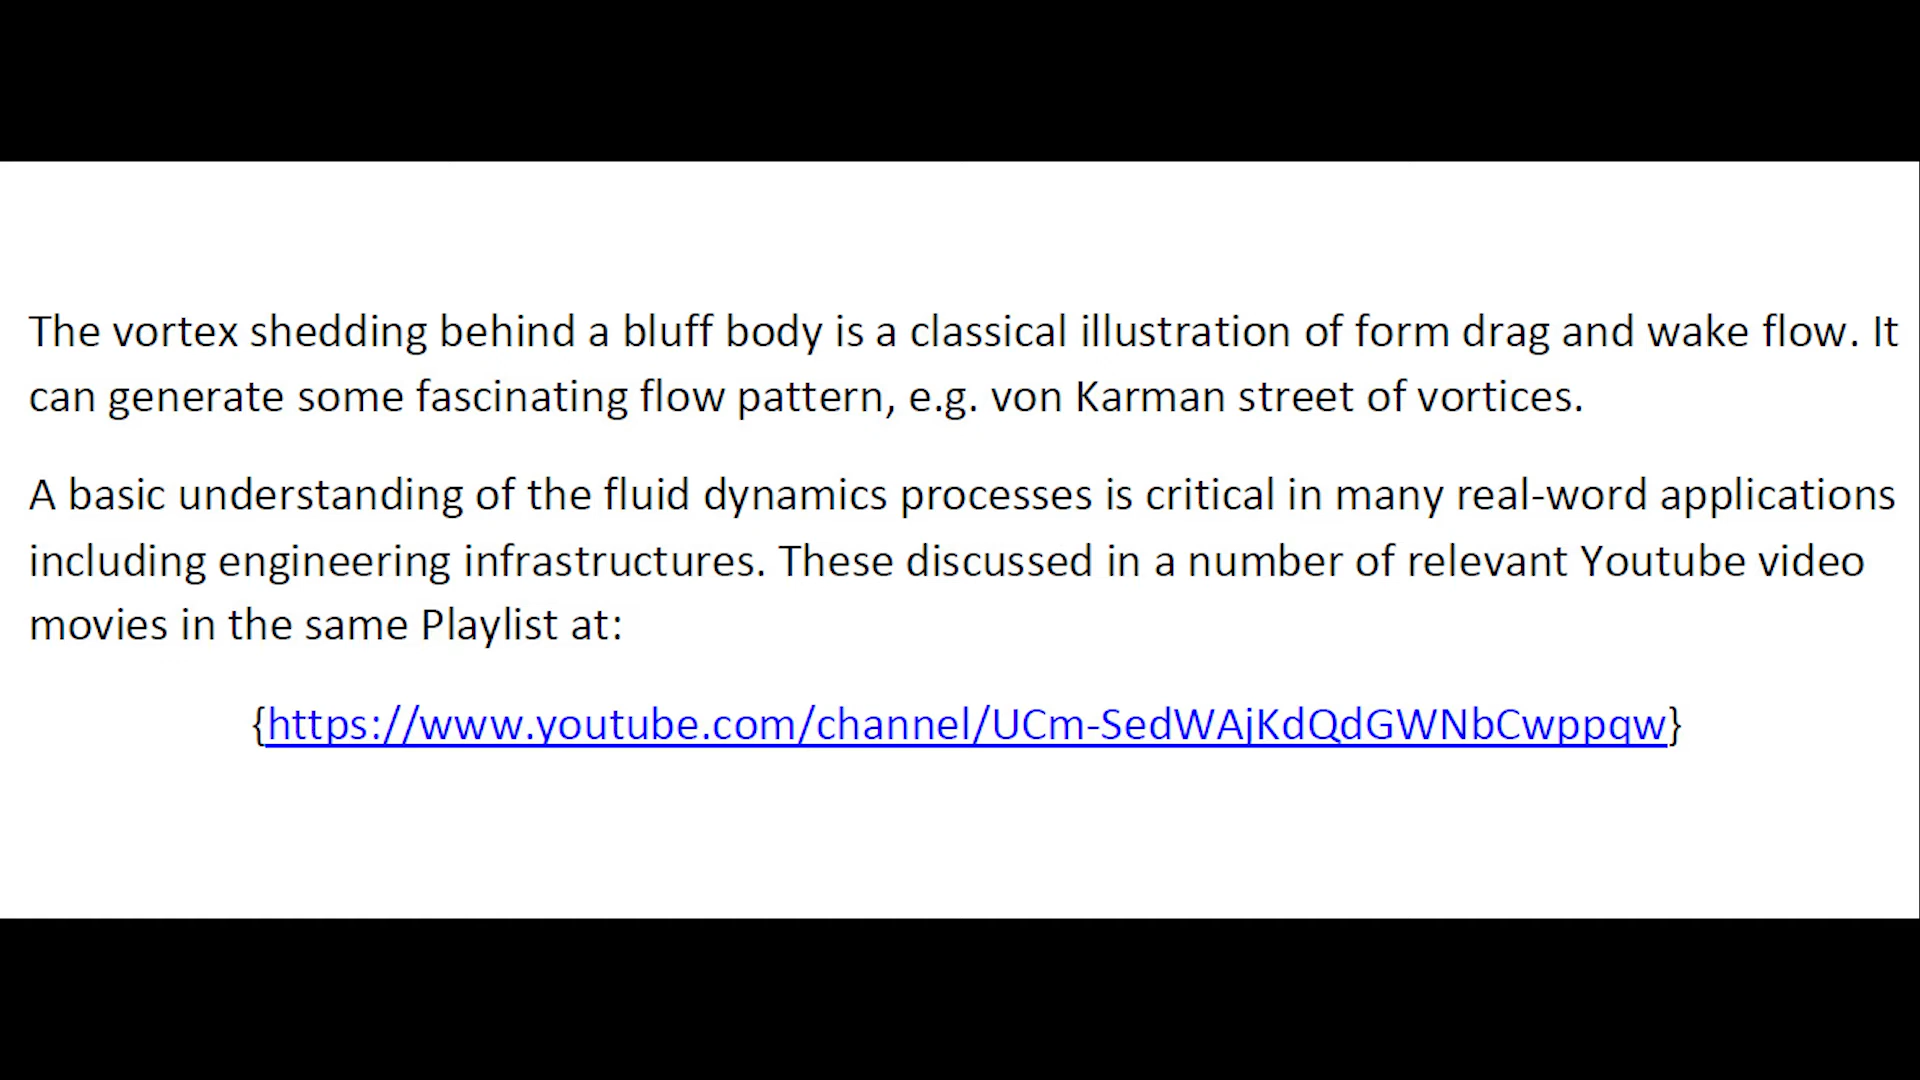 The vortex shedding behind a bluff body is a classical illustration of form drag and wake flow. It
can generate some fascinating flow pattern, e.g. von Karman street of vortices.
A basic understanding of the fluid dynamics processes is critical in many real-word applications
including engineering infrastructures. These discussed in a number of relevant Youtube video
movies in the same Playlist at:
{https://www.youtube.com/channel/UCm-SedWAjKdQdGWNbCwppqw}